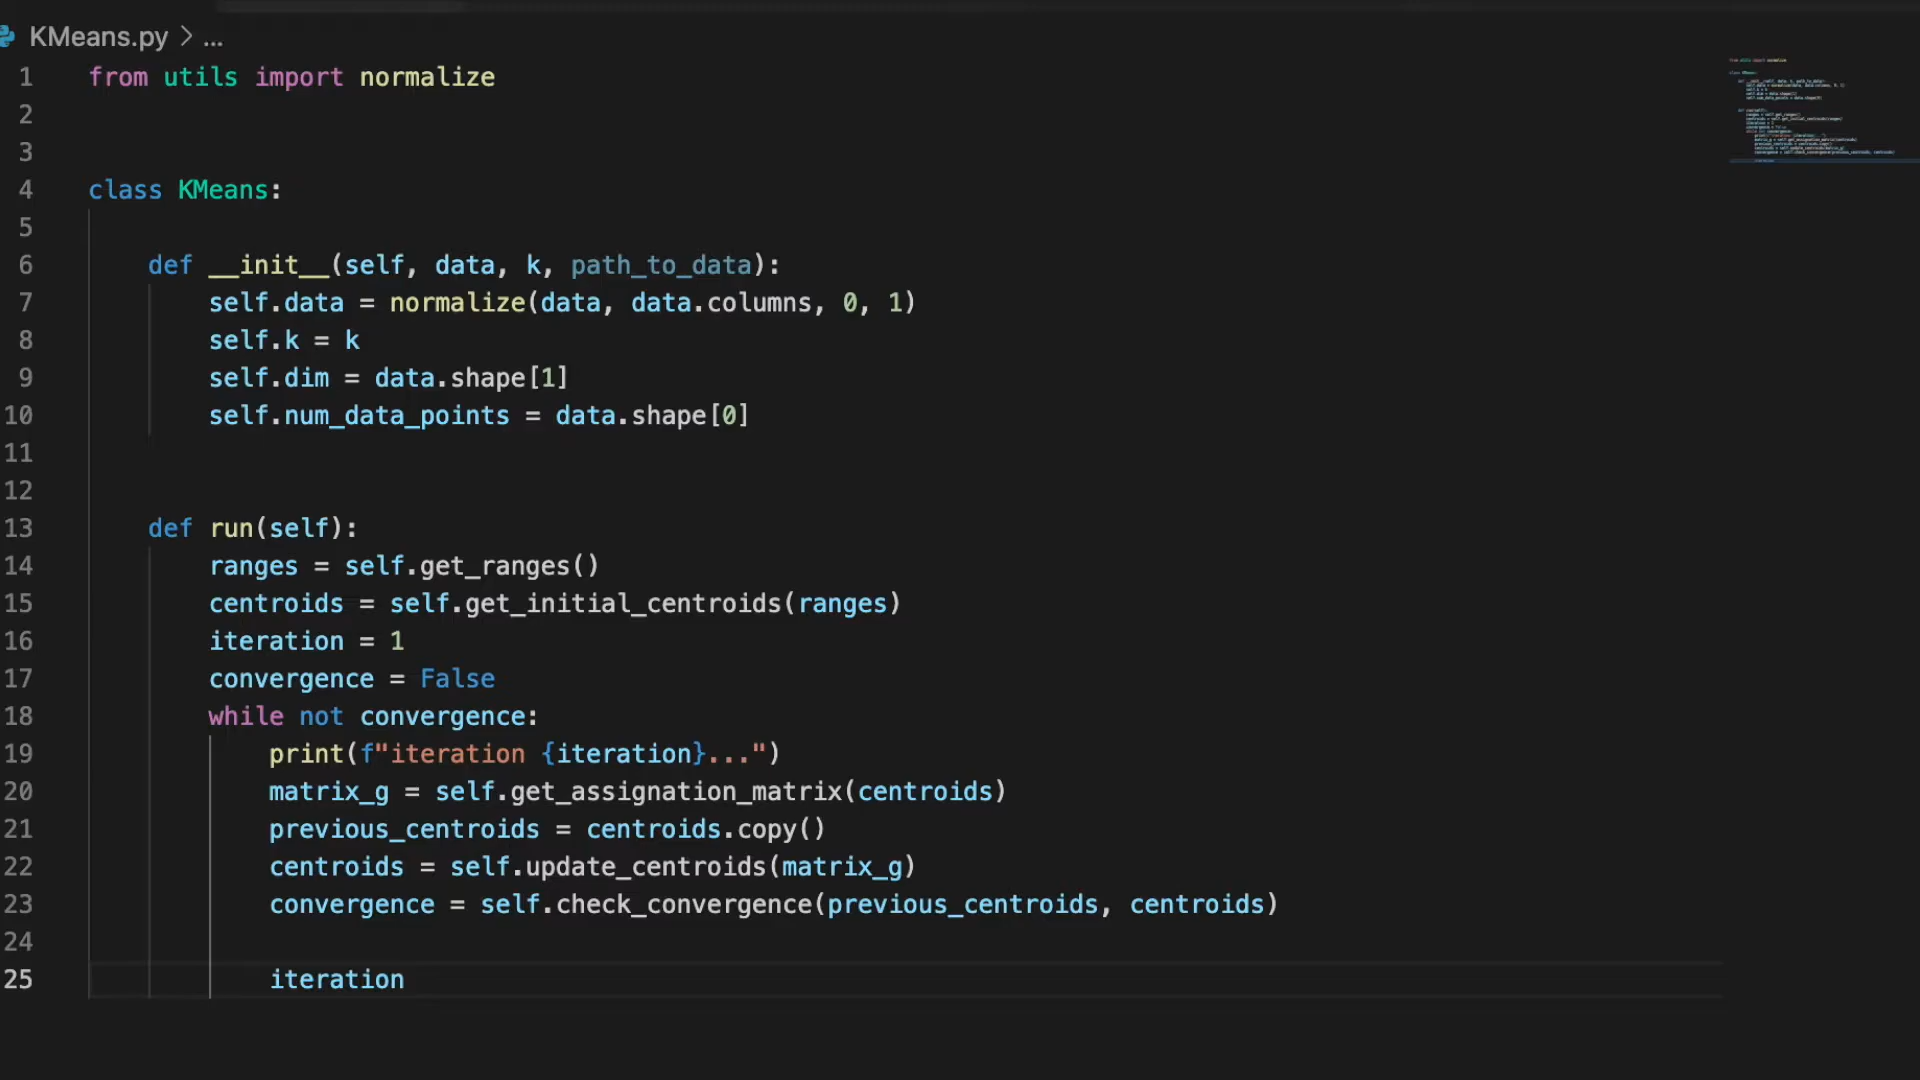 KMeans.py > ...
1 from utils import normalize
2
3
4 class KMeans:
5
6     def __init__(self, data, k, path_to_data):
7         self.data = normalize(data, data.columns, 0, 1)
8         self.k = k
9         self.dim = data.shape[1]
10         self.num_data_points = data.shape[0]
11
12
13     def run(self):
14         ranges = self.get_ranges()
15         centroids = self.get_initial_centroids(ranges)
16         iteration = 1
17         convergence = False
18         while not convergence:
19             print(f"iteration {iteration}...")
20             matrix_g = self.get_assignation_matrix(centroids)
21             previous_centroids = centroids.copy()
22             centroids = self.update_centroids(matrix_g)
23             convergence = self.check_convergence(previous_centroids, centroids)
24
25             iteration